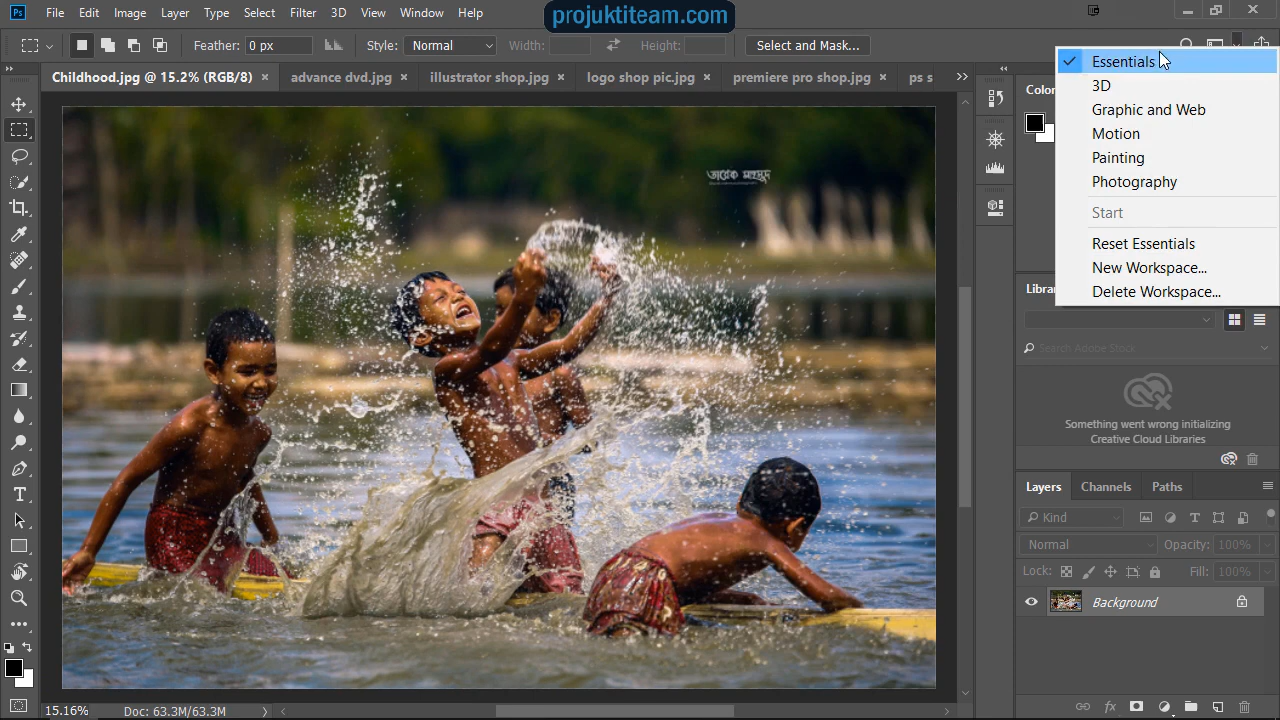 Ps File Edit Image Layer Type Select Filter 3D View Window Help
projuktiteam.com
Feather: 0 px Style: Normal Width: Height: Select and Mask...
Childhood.jpg @ 15.2% (RGB/8) × advance dvd.jpg × illustrator shop.jpg × logo shop pic.jpg × premiere pro shop.jpg × ps s
Essentials
3D
Graphic and Web
Motion
Painting
Photography
Start
Reset Essentials
New Workspace...
Delete Workspace...
Color
তারেক মাহমুদ
Libra
Search Adobe Stock
Something went wrong initializing
Creative Cloud Libraries
Layers Channels Paths
Kind
Normal Opacity: 100%
Lock: Fill: 100%
Background
fx
15.16% Doc: 63.3M/63.3M